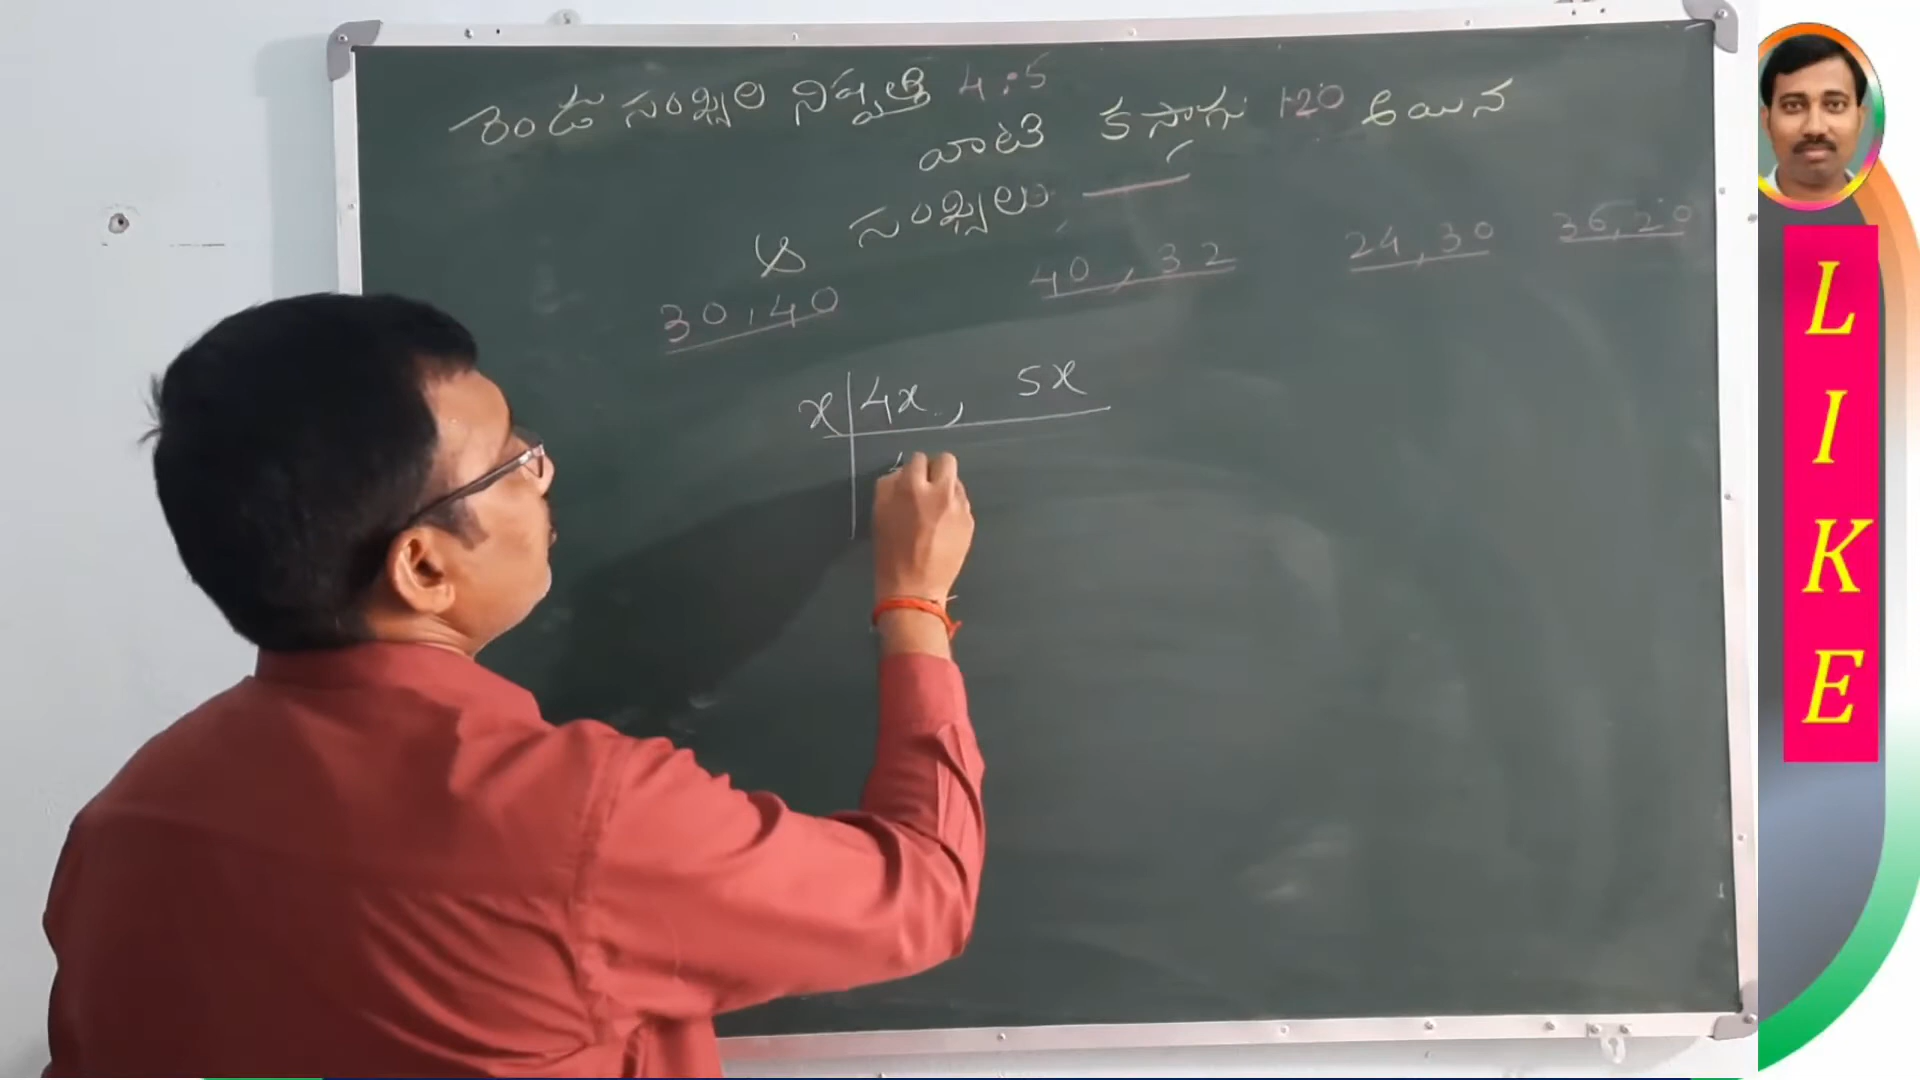 రెండు సంఖ్యల నిష్పత్తి 4:5
వాటి కసాగు 120 అయిన
ఆ సంఖ్యలు
30,40 40,32 24,30 36,20
x 4x, 5x
4
LIKE